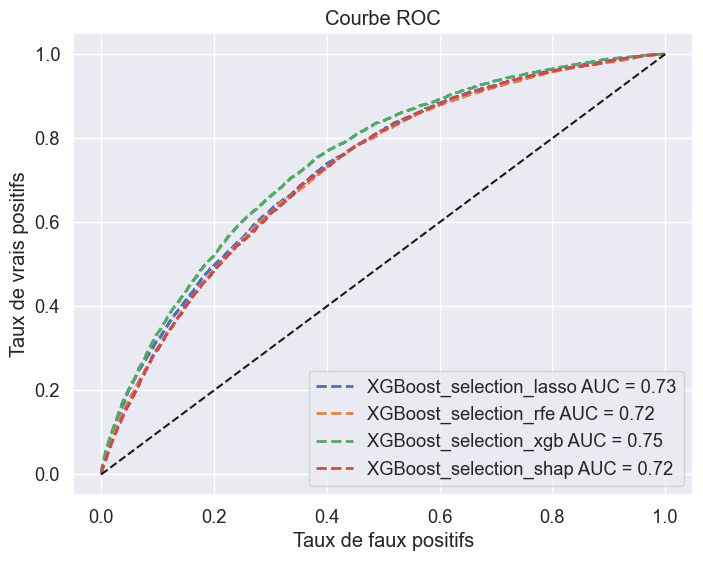 Courbe ROC
Taux de vrais positifs
1.0
0.8
0.6
0.4
0.2
0.0
XGBoost_selection_lasso AUC = 0.73
XGBoost_selection_rfe AUC = 0.72
XGBoost_selection_xgb AUC = 0.75
XGBoost_selection_shap AUC = 0.72
0.0 0.2 0.4 0.6 0.8 1.0
Taux de faux positifs